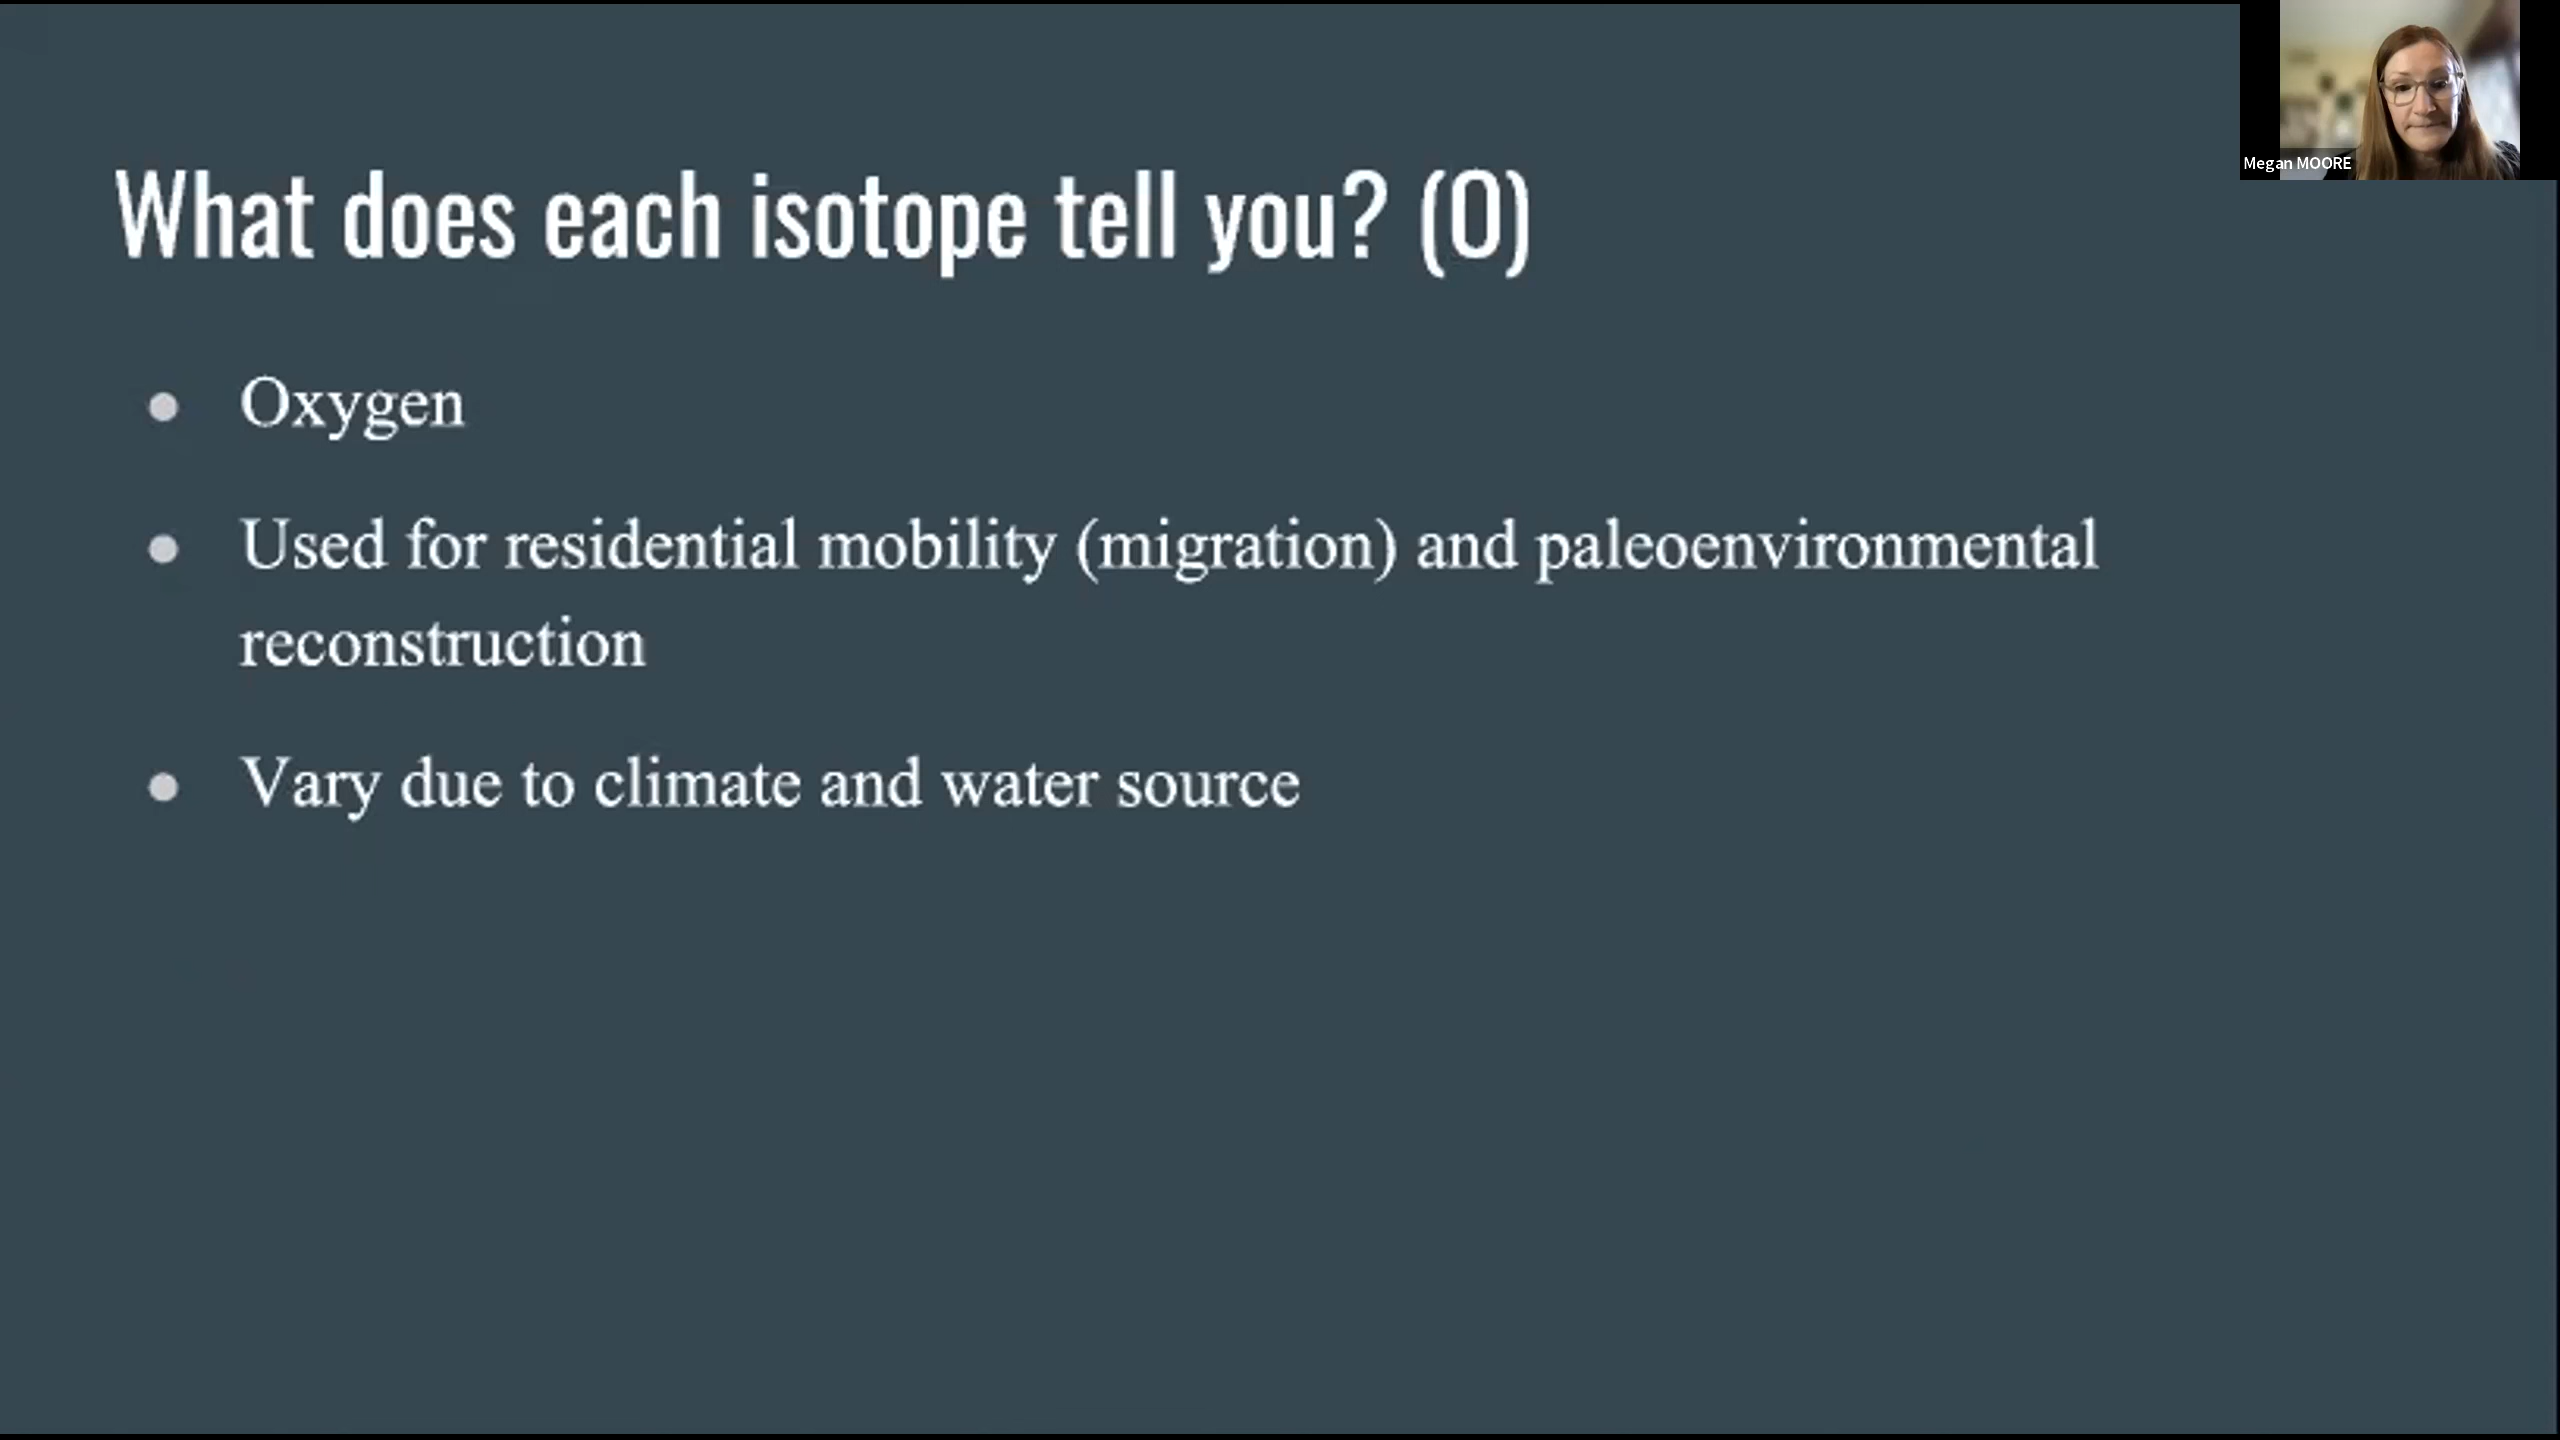 What does each isotope tell you? (O)
● Oxygen
● Used for residential mobility (migration) and paleoenvironmental
reconstruction
● Vary due to climate and water source
Megan MOORE